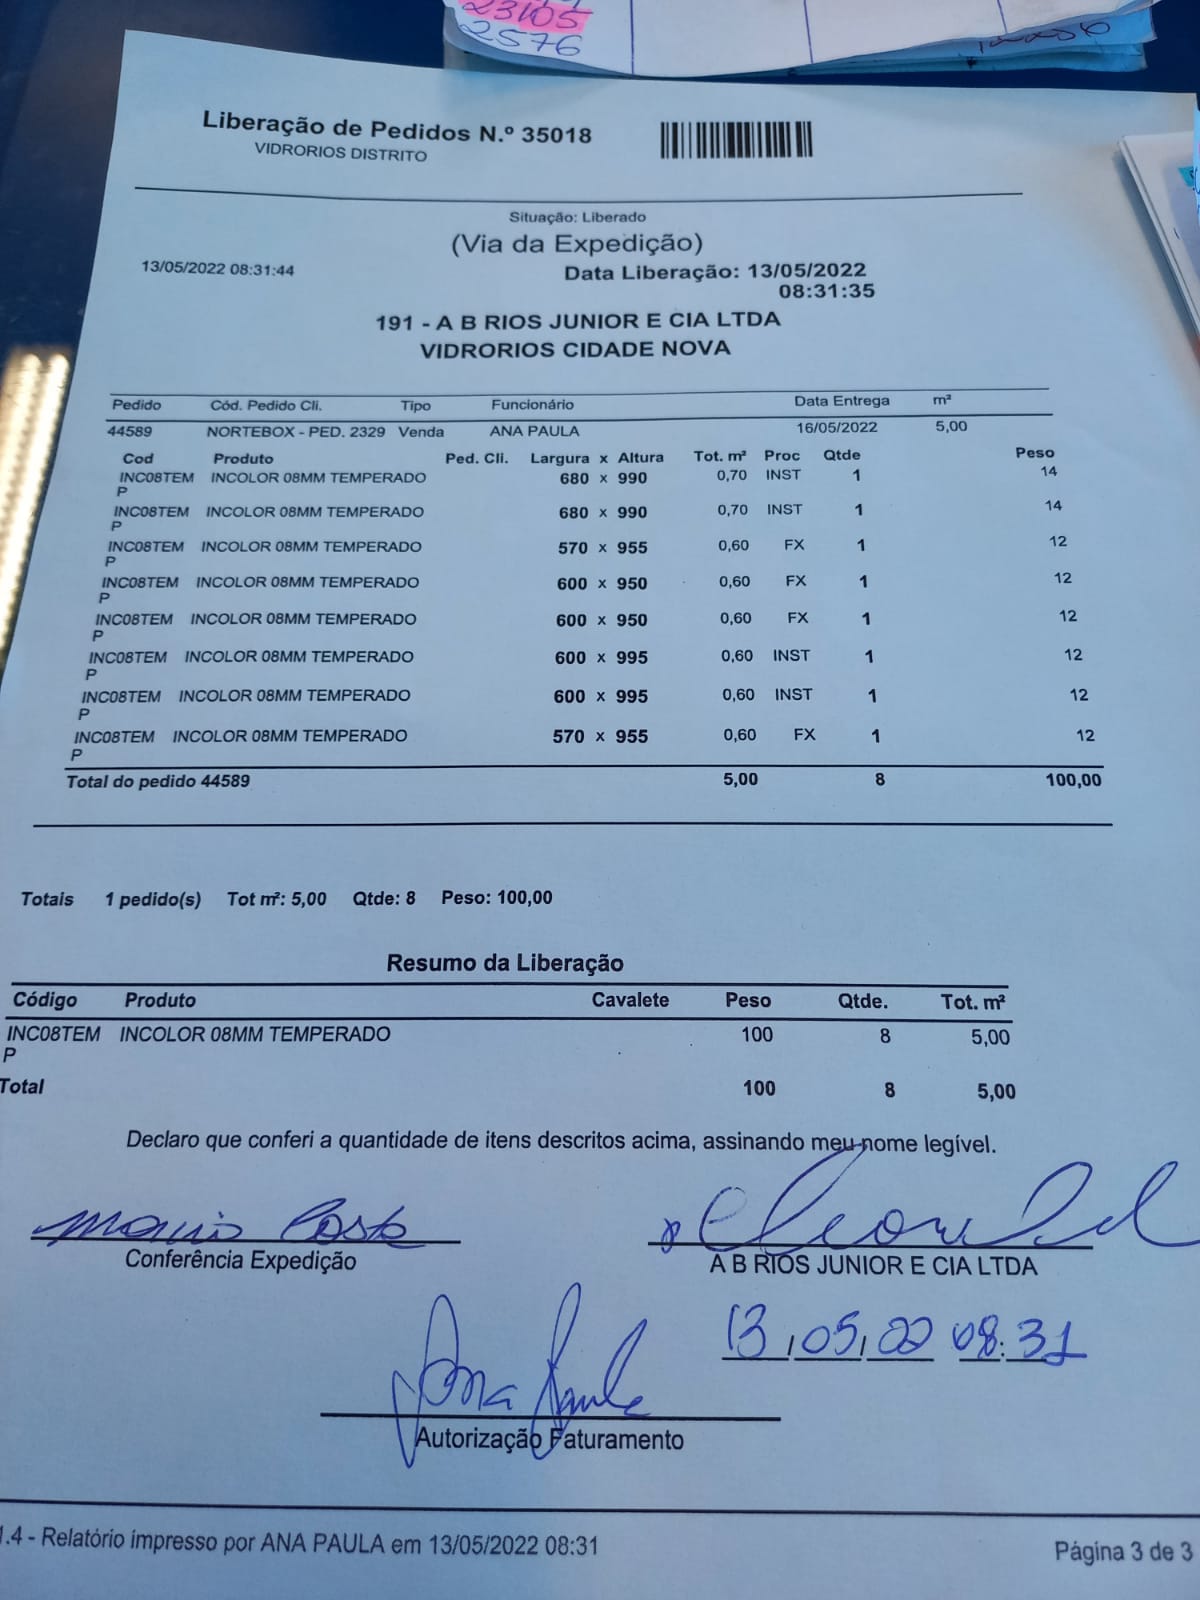 23/05
2576
Liberação de Pedidos N.º 35018
VIDRORIOS DISTRITO
Situação: Liberado
(Via da Expedição)
13/05/2022 08:31:44
Data Liberação: 13/05/2022
08:31:35
191 - A B RIOS JUNIOR E CIA LTDA
VIDRORIOS CIDADE NOVA
Pedido Cód. Pedido Cli. Tipo Funcionário Data Entrega m²
44589 NORTEBOX - PED. 2329 Venda ANA PAULA 16/05/2022 5,00
Cod Produto Ped. Cli. Largura x Altura Tot. m² Proc Qtde Peso
INC08TEM INCOLOR 08MM TEMPERADO 680 x 990 0,70 INST 1 14
P
INC08TEM INCOLOR 08MM TEMPERADO 680 x 990 0,70 INST 1 14
P
INC08TEM INCOLOR 08MM TEMPERADO 570 x 955 0,60 FX 1 12
P
INC08TEM INCOLOR 08MM TEMPERADO 600 x 950 0,60 FX 1 12
P
INC08TEM INCOLOR 08MM TEMPERADO 600 x 950 0,60 FX 1 12
P
INC08TEM INCOLOR 08MM TEMPERADO 600 x 995 0,60 INST 1 12
P
INC08TEM INCOLOR 08MM TEMPERADO 600 x 995 0,60 INST 1 12
P
INC08TEM INCOLOR 08MM TEMPERADO 570 x 955 0,60 FX 1 12
P
Total do pedido 44589 5,00 8 100,00
Totais 1 pedido(s) Tot m²: 5,00 Qtde: 8 Peso: 100,00
Resumo da Liberação
Código Produto Cavalete Peso Qtde. Tot. m²
INC08TEM INCOLOR 08MM TEMPERADO 100 8 5,00
P
Total 100 8 5,00
Declaro que conferi a quantidade de itens descritos acima, assinando meu nome legível.
Costa
Conferência Expedição
A B RIOS JUNIOR E CIA LTDA
13/05/22 08:31
Ana Paula
Autorização Faturamento
1.4 - Relatório impresso por ANA PAULA em 13/05/2022 08:31
Página 3 de 3